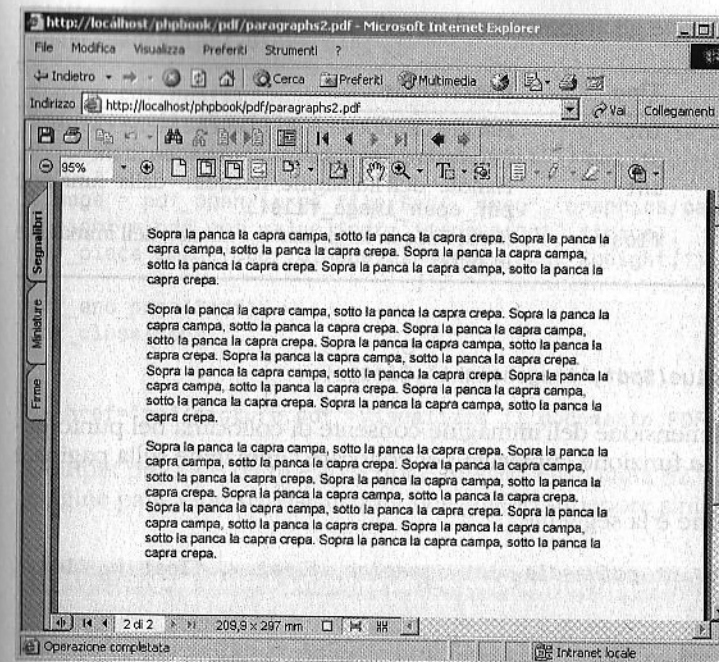 http://localhost/phpbook/pdf/paragraphs2.pdf - Microsoft Internet Explorer
File Modifica Visualizza Preferiti Strumenti ?
Indietro Cerca Preferiti Multimedia
Indirizzo http://localhost/phpbook/pdf/paragraphs2.pdf Vai Collegamenti
95%
Segnalibri
Miniature
Firme
Sopra la panca la capra campa, sotto la panca la capra crepa. Sopra la panca la
capra campa, sotto la panca la capra crepa. Sopra la panca la capra campa,
sotto la panca la capra crepa. Sopra la panca la capra campa, sotto la panca la
capra crepa.
Sopra la panca la capra campa, sotto la panca la capra crepa. Sopra la panca la
capra campa, sotto la panca la capra crepa. Sopra la panca la capra campa,
sotto la panca la capra crepa. Sopra la panca la capra campa, sotto la panca la
capra crepa. Sopra la panca la capra campa, sotto la panca la capra crepa.
Sopra la panca la capra campa, sotto la panca la capra crepa. Sopra la panca la
capra campa, sotto la panca la capra crepa. Sopra la panca la capra campa,
sotto la panca la capra crepa. Sopra la panca la capra campa, sotto la panca la
capra crepa.
Sopra la panca la capra campa, sotto la panca la capra crepa. Sopra la panca la
capra campa, sotto la panca la capra crepa. Sopra la panca la capra campa,
sotto la panca la capra crepa. Sopra la panca la capra campa, sotto la panca la
capra crepa. Sopra la panca la capra campa, sotto la panca la capra crepa.
Sopra la panca la capra campa, sotto la panca la capra crepa. Sopra la panca la
capra campa, sotto la panca la capra crepa. Sopra la panca la capra campa,
sotto la panca la capra crepa. Sopra la panca la capra campa, sotto la panca la
capra crepa.
2 di 2 209,9 x 297 mm
Operazione completata Intranet locale